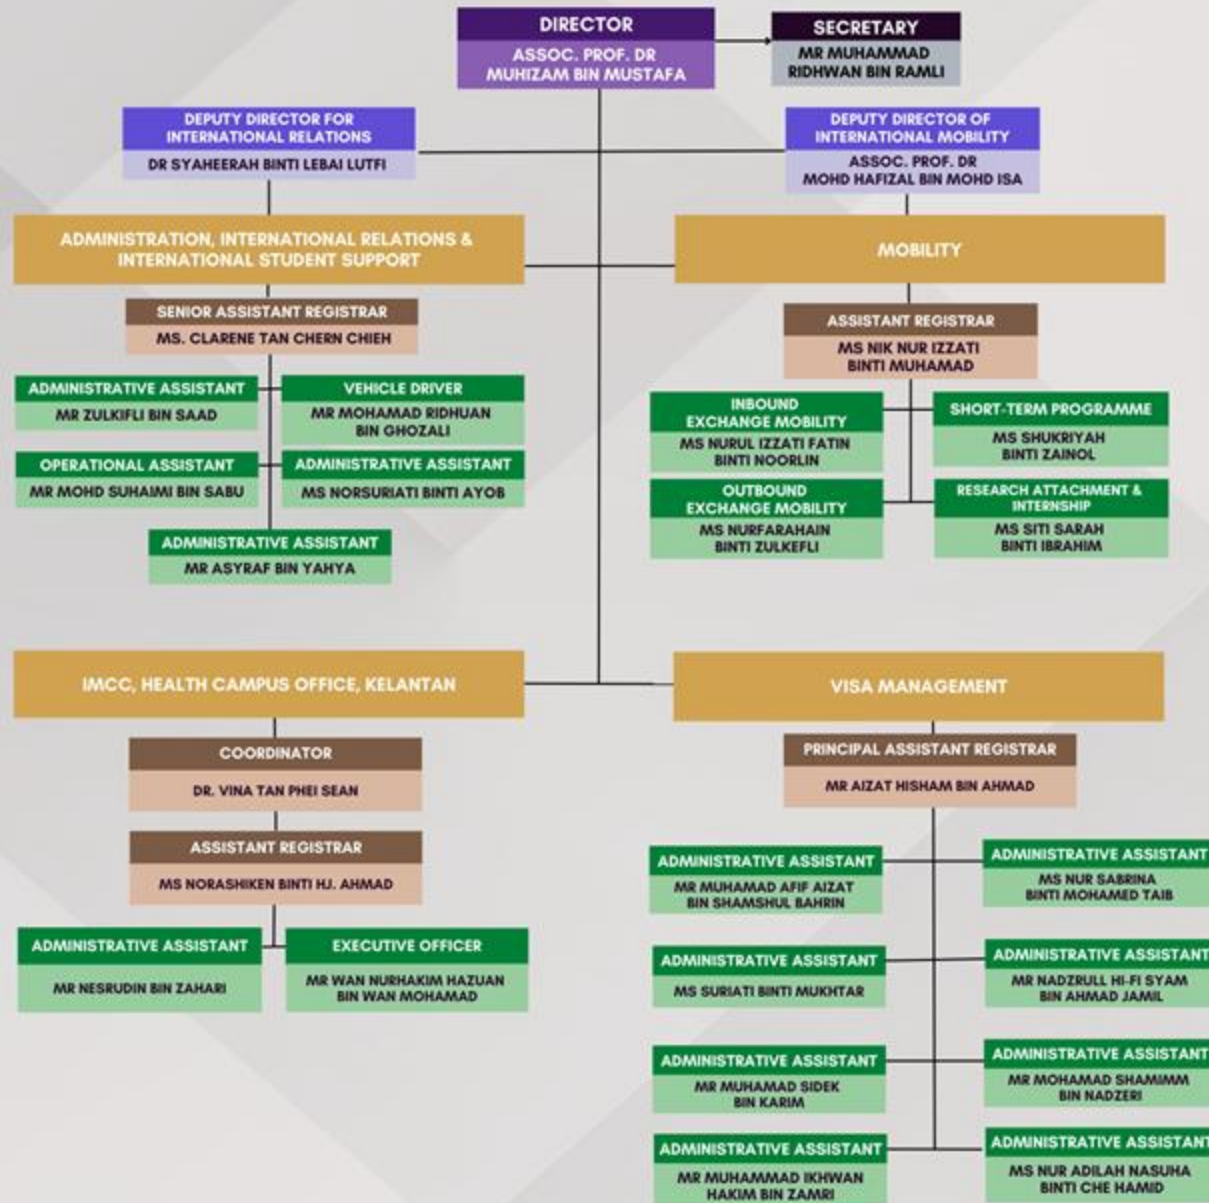 DIRECTOR
ASSOC. PROF. DR
MUHIZAM BIN MUSTAFA
SECRETARY
MR MUHAMMAD
RIDHWAN BIN RAMLI
DEPUTY DIRECTOR FOR
INTERNATIONAL RELATIONS
DR SYAHEERAH BINTI LEBAI LUTFI
DEPUTY DIRECTOR OF
INTERNATIONAL MOBILITY
ASSOC. PROF. DR
MOHD HAFIZAL BIN MOHD ISA
ADMINISTRATION, INTERNATIONAL RELATIONS &
INTERNATIONAL STUDENT SUPPORT
SENIOR ASSISTANT REGISTRAR
MS. CLARENE TAN CHERN CHIEH
ADMINISTRATIVE ASSISTANT
MR ZULKIFLI BIN SAAD
VEHICLE DRIVER
MR MOHAMAD RIDHUAN
BIN GHOZALI
OPERATIONAL ASSISTANT
MR MOHD SUHAIMI BIN SABU
ADMINISTRATIVE ASSISTANT
MS NORSURIATI BINTI AYOB
ADMINISTRATIVE ASSISTANT
MR ASYRAF BIN YAHYA
MOBILITY
ASSISTANT REGISTRAR
MS NIK NUR IZZATI
BINTI MUHAMAD
INBOUND
EXCHANGE MOBILITY
MS NURUL IZZATI FATIN
BINTI NOORLIN
SHORT-TERM PROGRAMME
MS SHUKRIYAH
BINTI ZAINOL
OUTBOUND
EXCHANGE MOBILITY
MS NURFARAHAIN
BINTI ZULKEFLI
RESEARCH ATTACHMENT &
INTERNSHIP
MS SITI SARAH
BINTI IBRAHIM
IMCC, HEALTH CAMPUS OFFICE, KELANTAN
COORDINATOR
DR. VINA TAN PHEI SEAN
ASSISTANT REGISTRAR
MS NORASHIKEN BINTI HJ. AHMAD
ADMINISTRATIVE ASSISTANT
MR NESRUDIN BIN ZAHARI
EXECUTIVE OFFICER
MR WAN NURHAKIM HAZUAN
BIN WAN MOHAMAD
VISA MANAGEMENT
PRINCIPAL ASSISTANT REGISTRAR
MR AIZAT HISHAM BIN AHMAD
ADMINISTRATIVE ASSISTANT
MR MUHAMAD AFIF AIZAT
BIN SHAMSHUL BAHRIN
ADMINISTRATIVE ASSISTANT
MS NUR SABRINA
BINTI MOHAMED TAIB
ADMINISTRATIVE ASSISTANT
MS SURIATI BINTI MUKHTAR
ADMINISTRATIVE ASSISTANT
MR NADZRULL HI-FI SYAM
BIN AHMAD JAMIL
ADMINISTRATIVE ASSISTANT
MR MUHAMAD SIDEK
BIN KARIM
ADMINISTRATIVE ASSISTANT
MR MOHAMAD SHAMIMM
BIN NADZERI
ADMINISTRATIVE ASSISTANT
MR MUHAMMAD IKHWAN
HAKIM BIN ZAMRI
ADMINISTRATIVE ASSISTANT
MS NUR ADILAH NASUHA
BINTI CHE HAMID